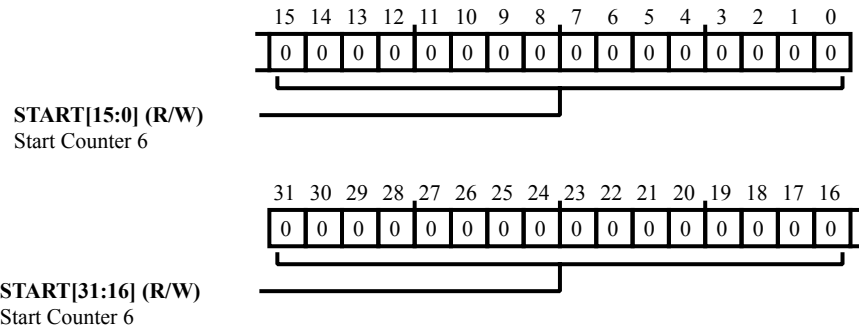 15 14 13 12 11 10 9 8 7 6 5 4 3 2 1 0
0 0 0 0 0 0 0 0 0 0 0 0 0 0 0 0
START[15:0] (R/W)
Start Counter 6
31 30 29 28 27 26 25 24 23 22 21 20 19 18 17 16
0 0 0 0 0 0 0 0 0 0 0 0 0 0 0 0
START[31:16] (R/W)
Start Counter 6